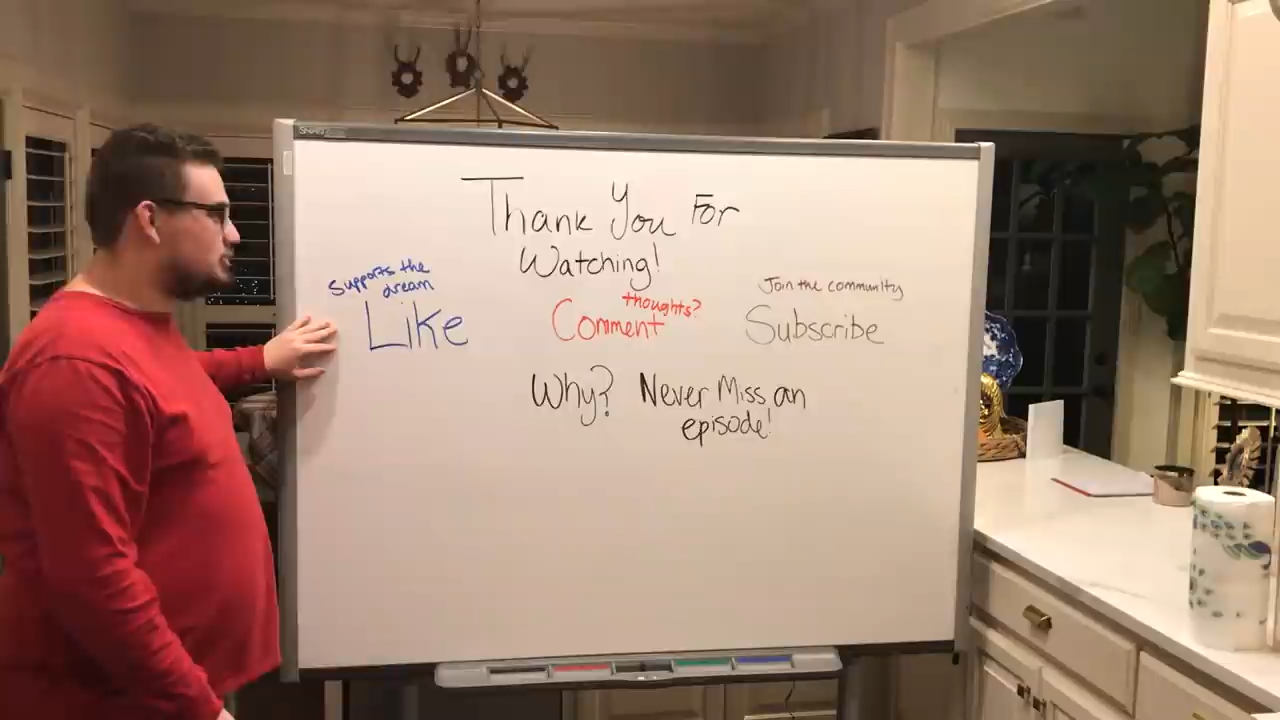 SMART
Thank You For
Watching!
Supports the
dream
Like
thoughts?
Comment
Join the community
Subscribe
Why? Never Miss an
episode!